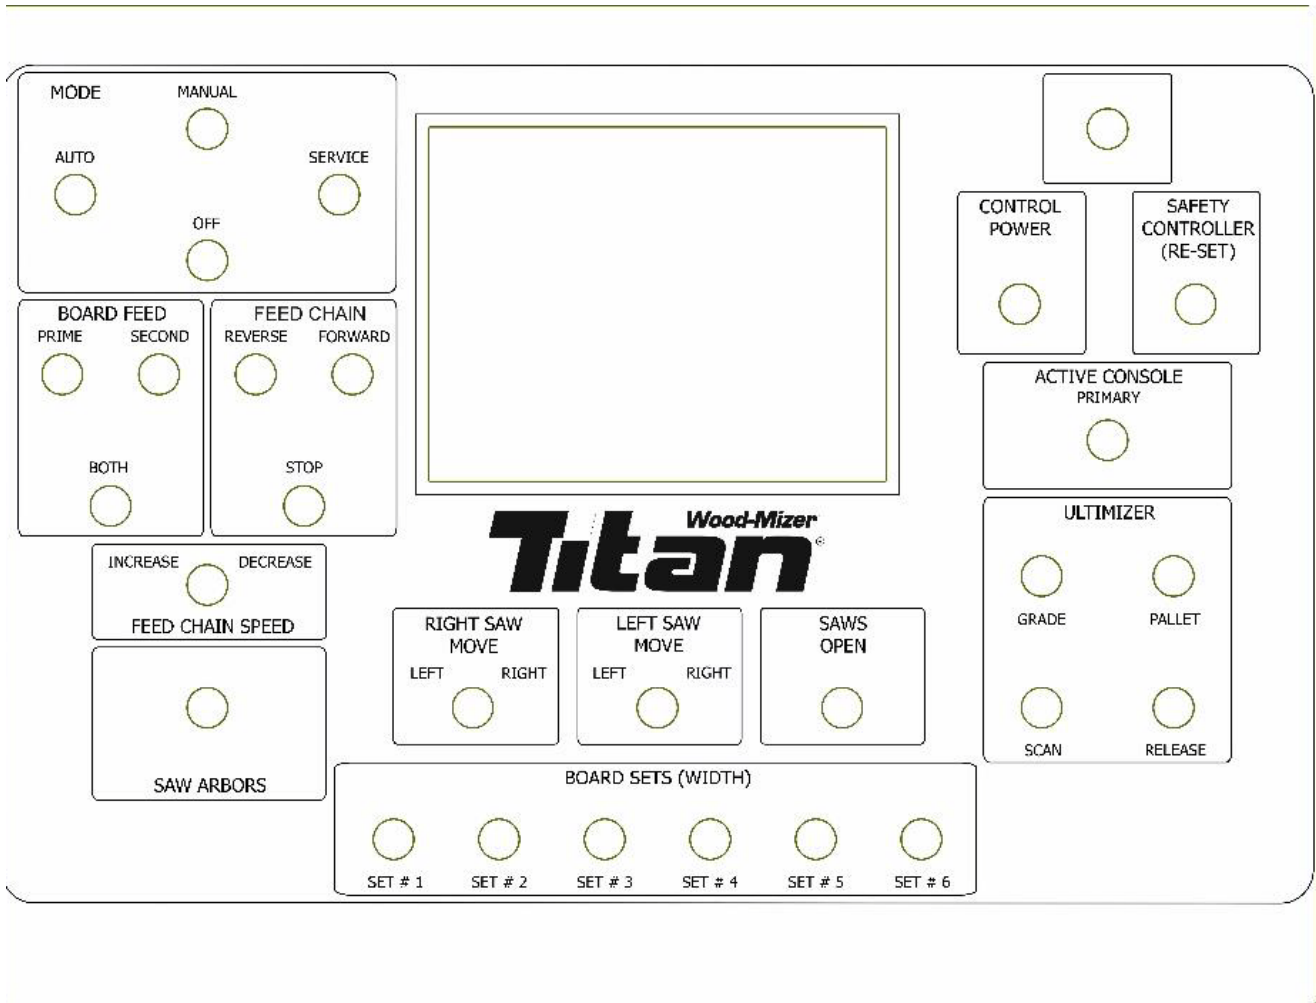 MODE
MANUAL
AUTO
SERVICE
OFF
BOARD FEED
PRIME SECOND
BOTH
FEED CHAIN
REVERSE FORWARD
STOP
INCREASE DECREASE
FEED CHAIN SPEED
SAW ARBORS
Wood-Mizer
Titan®
RIGHT SAW
MOVE
LEFT RIGHT
LEFT SAW
MOVE
LEFT RIGHT
SAWS
OPEN
BOARD SETS (WIDTH)
SET # 1 SET # 2 SET # 3 SET # 4 SET # 5 SET # 6
CONTROL
POWER
SAFETY
CONTROLLER
(RE-SET)
ACTIVE CONSOLE
PRIMARY
ULTIMIZER
GRADE PALLET
SCAN RELEASE